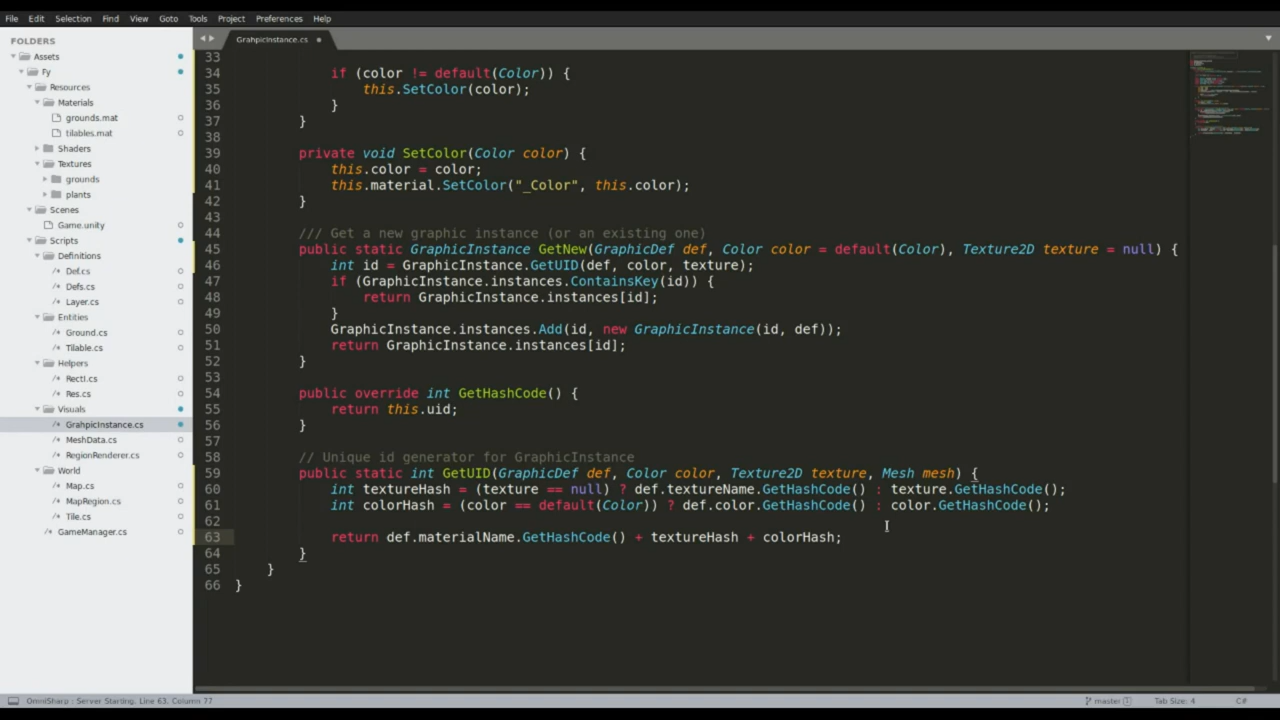 File Edit Selection Find View Goto Tools Project Preferences Help
FOLDERS
Assets
Fy
Resources
Materials
grounds.mat
tilables.mat
Shaders
Textures
grounds
plants
Scenes
Game.unity
Scripts
Definitions
Def.cs
Defs.cs
Layer.cs
Entities
Ground.cs
Tilable.cs
Helpers
RectI.cs
Res.cs
Visuals
GrahpicInstance.cs
MeshData.cs
RegionRenderer.cs
World
Map.cs
MapRegion.cs
Tile.cs
GameManager.cs
GrahpicInstance.cs
33
34 if (color != default(Color)) {
35 this.SetColor(color);
36 }
37 }
38
39 private void SetColor(Color color) {
40 this.color = color;
41 this.material.SetColor("_Color", this.color);
42 }
43
44 /// Get a new graphic instance (or an existing one)
45 public static GraphicInstance GetNew(GraphicDef def, Color color = default(Color), Texture2D texture = null) {
46 int id = GraphicInstance.GetUID(def, color, texture);
47 if (GraphicInstance.instances.ContainsKey(id)) {
48 return GraphicInstance.instances[id];
49 }
50 GraphicInstance.instances.Add(id, new GraphicInstance(id, def));
51 return GraphicInstance.instances[id];
52 }
53
54 public override int GetHashCode() {
55 return this.uid;
56 }
57
58 // Unique id generator for GraphicInstance
59 public static int GetUID(GraphicDef def, Color color, Texture2D texture, Mesh mesh) {
60 int textureHash = (texture == null) ? def.textureName.GetHashCode() : texture.GetHashCode();
61 int colorHash = (color == default(Color)) ? def.color.GetHashCode() : color.GetHashCode();
62
63 return def.materialName.GetHashCode() + textureHash + colorHash;
64 }
65 }
66 }
OmniSharp : Server Starting, Line 63, Column 77
master 1 Tab Size: 4 C#